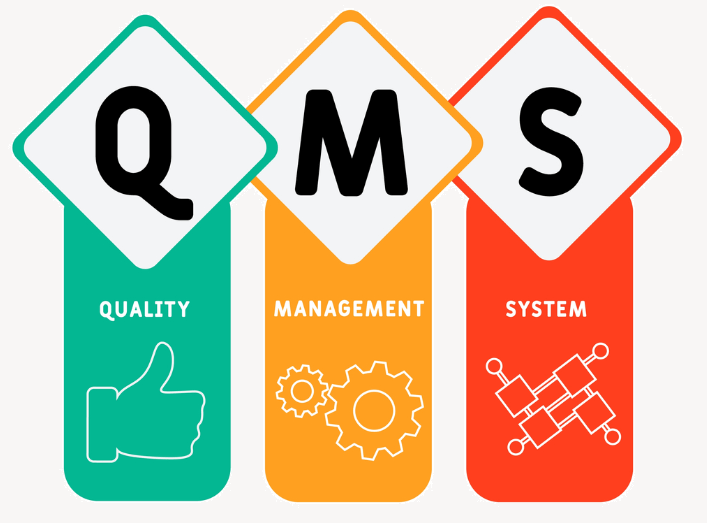 Q M S
QUALITY MANAGEMENT SYSTEM